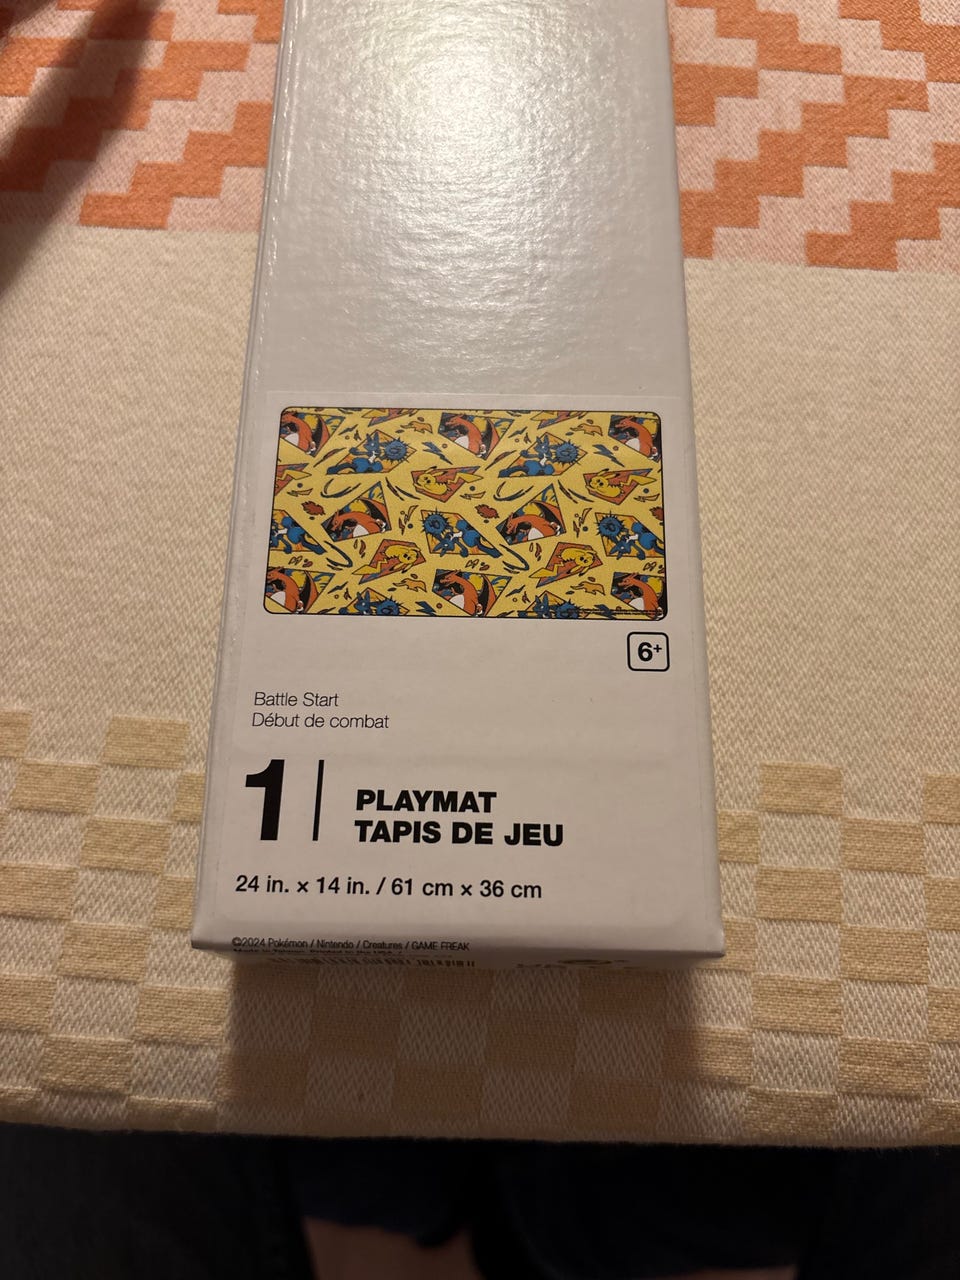 6+
Battle Start
Début de combat
1
PLAYMAT
TAPIS DE JEU
24 in. × 14 in. / 61 cm × 36 cm
©2024 Pokémon / Nintendo / Creatures / GAME FREAK